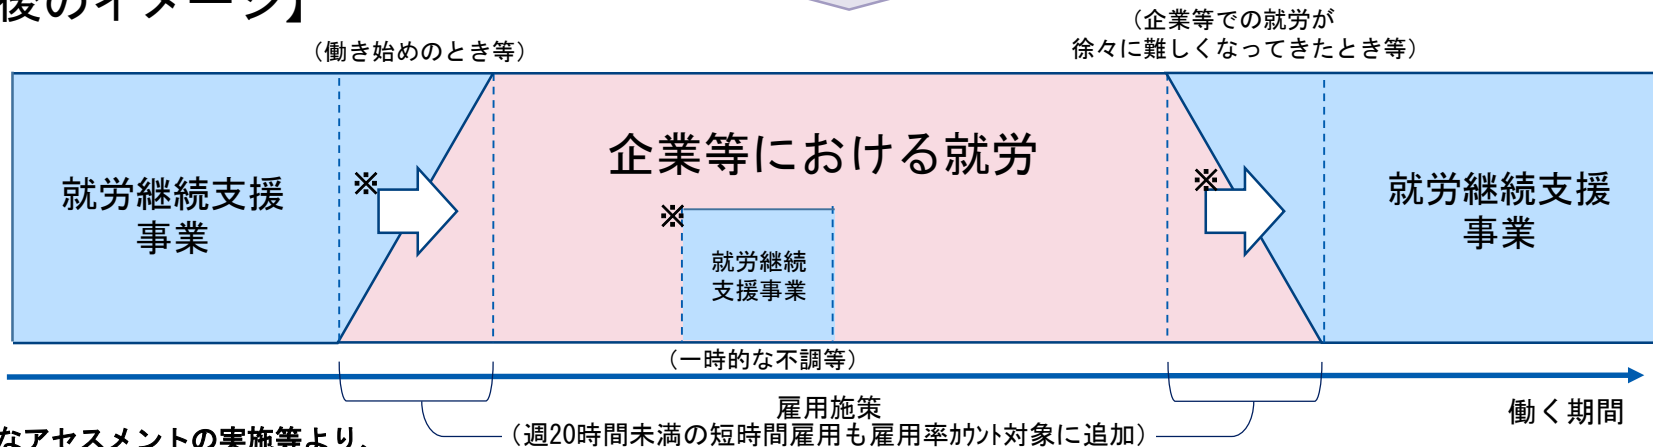 後のイメージ】
（働き始めのとき等）
（企業等での就労が
徐々に難しくなってきたとき等）
就労継続支援
事業
※
企業等における就労
※
就労継続
支援事業
※
就労継続支援
事業
（一時的な不調等）
働く期間
雇用施策
（週20時間未満の短時間雇用も雇用率ｶｳﾝﾄ対象に追加）
なアセスメントの実施等より、